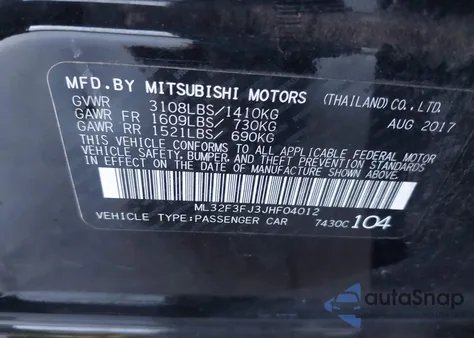 MFD. BY MITSUBISHI MOTORS (THAILAND) CO., LTD.
GVWR 3108LBS/1410KG AUG 2017
GAWR FR 1609LBS/ 730KG
GAWR RR 1521LBS/ 690KG
THIS VEHICLE CONFORMS TO ALL APPLICABLE FEDERAL MOTOR
VEHICLE SAFETY, BUMPER, AND THEFT PREVENTION STANDARDS
IN EFFECT ON THE DATE OF MANUFACTURE SHOWN ABOVE.
ML32F3FJ3JHF04012
VEHICLE TYPE:PASSENGER CAR 7430C 104
autoSnap